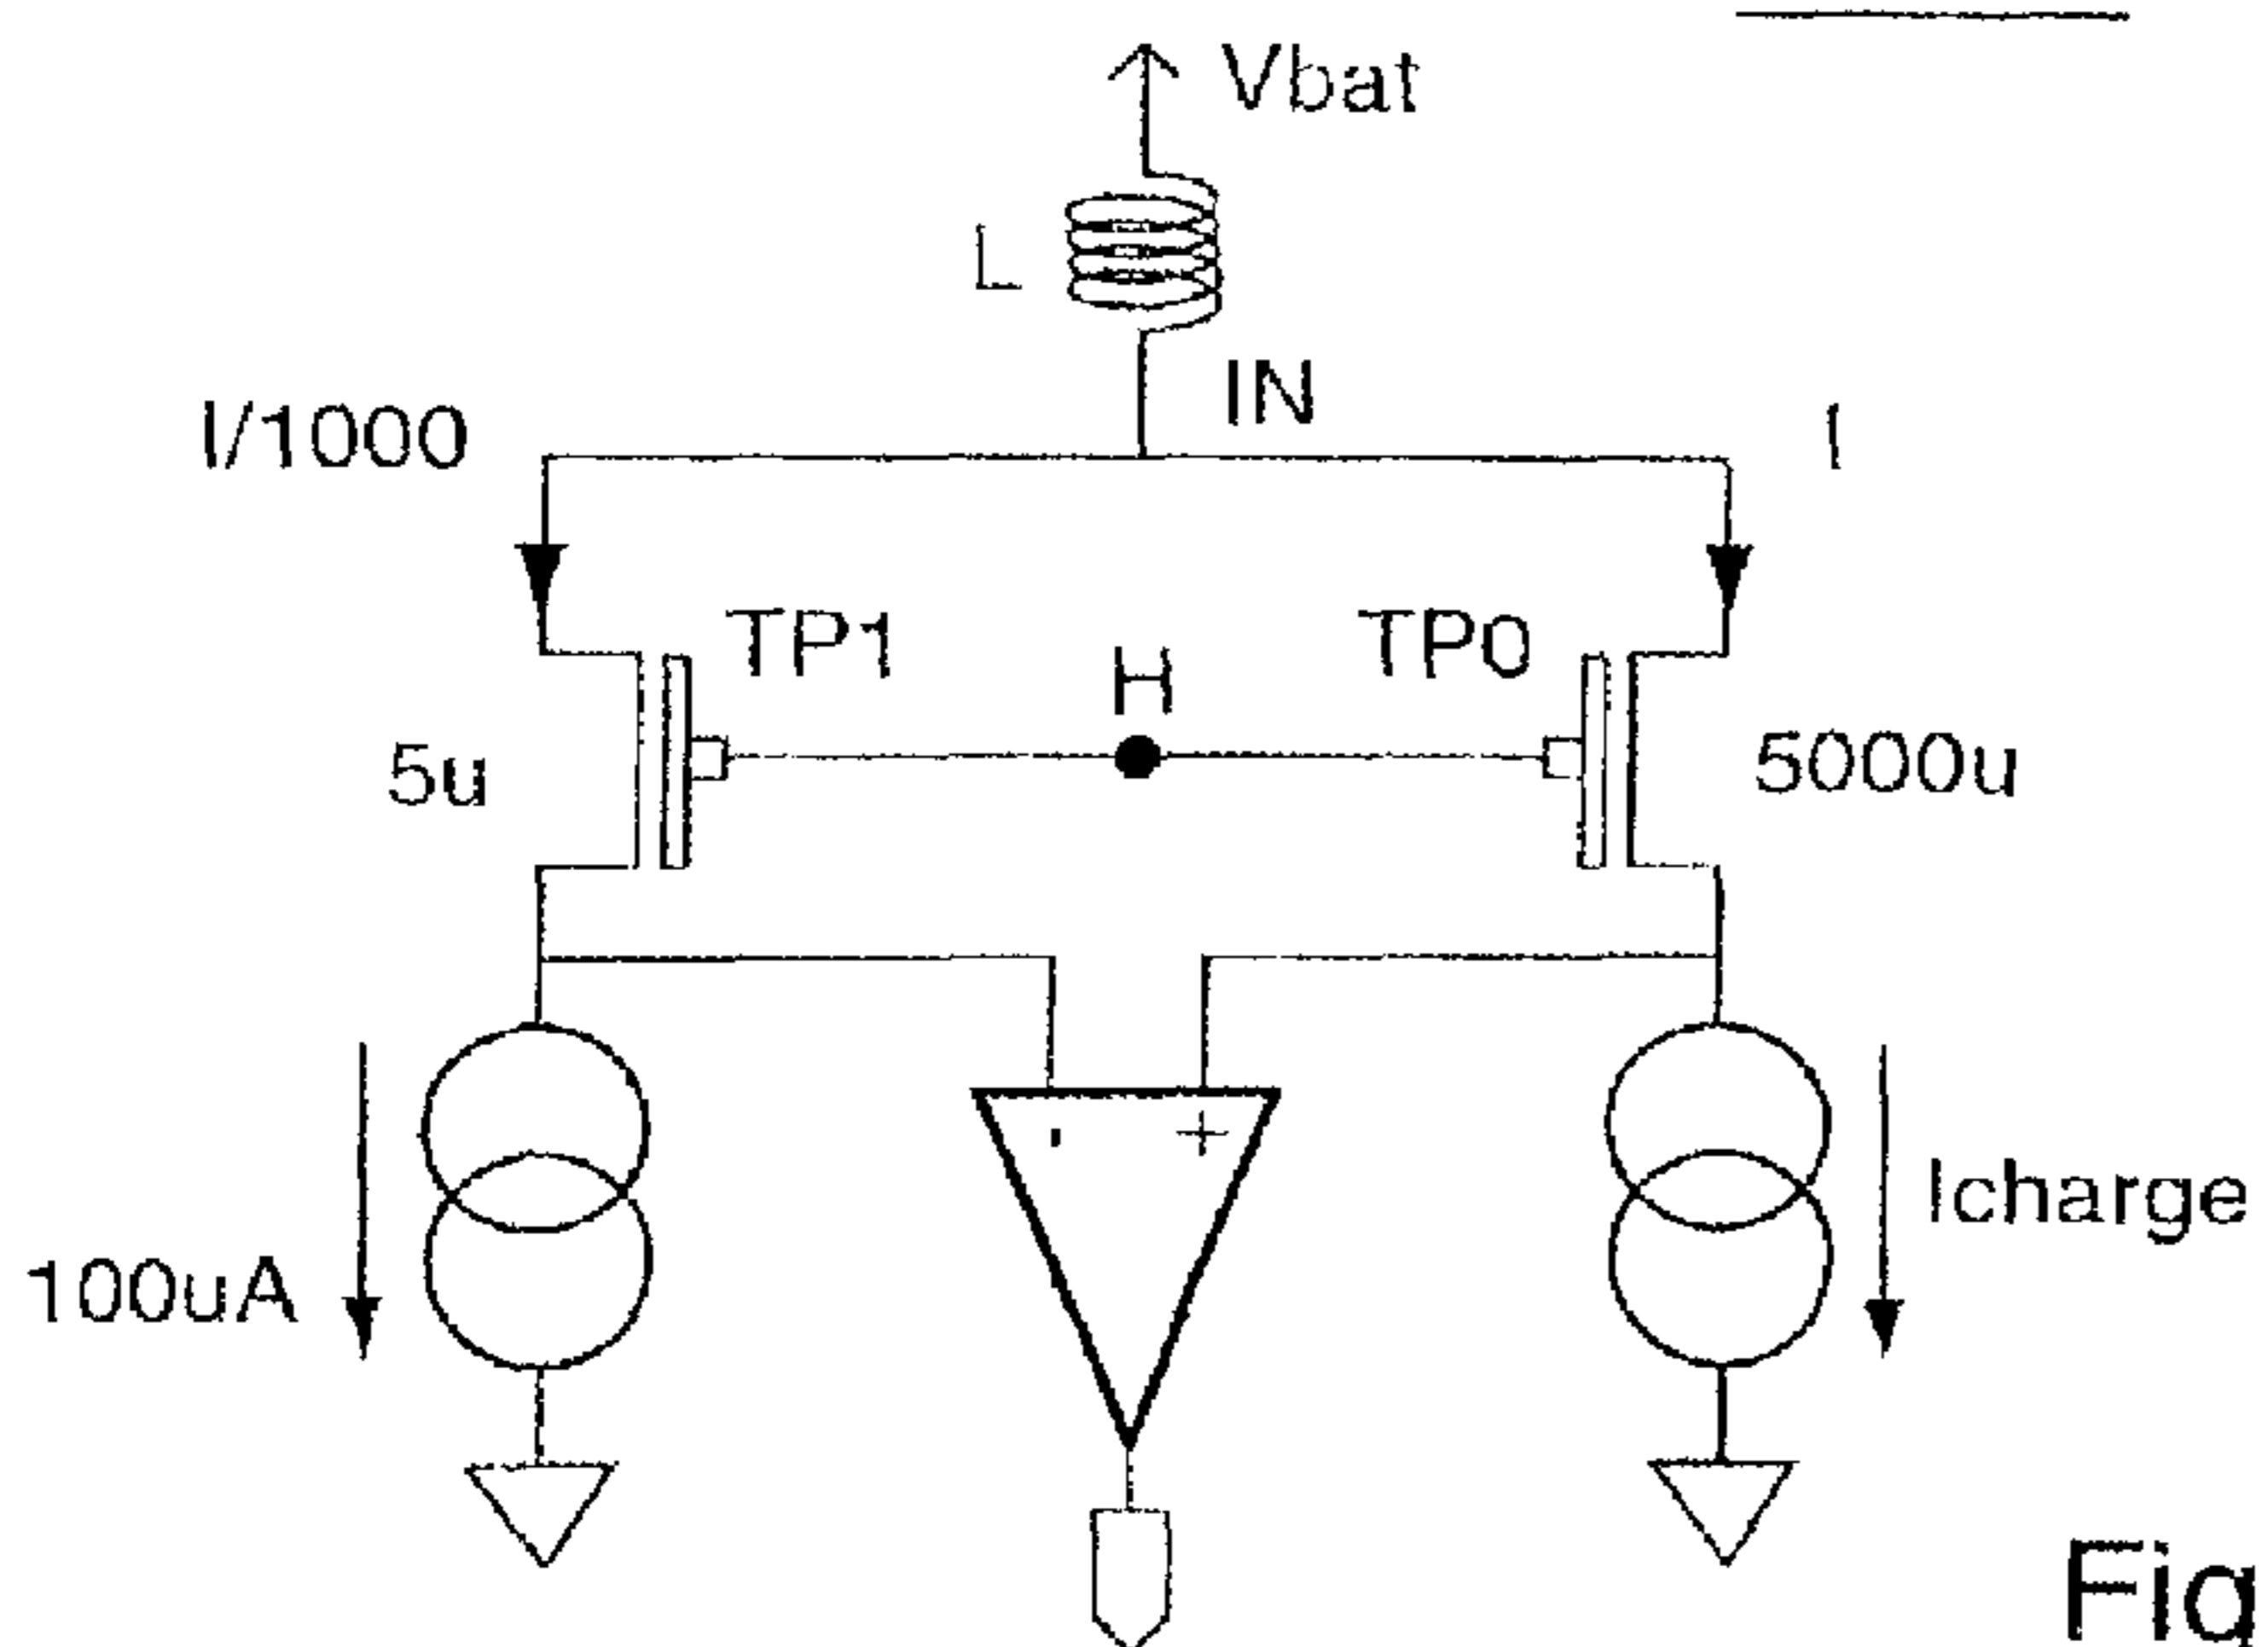 Vbat
L
IN
I/1000
I
TP1
H
TP0
5u
5000u
-
+
100uA
Icharge
Fig